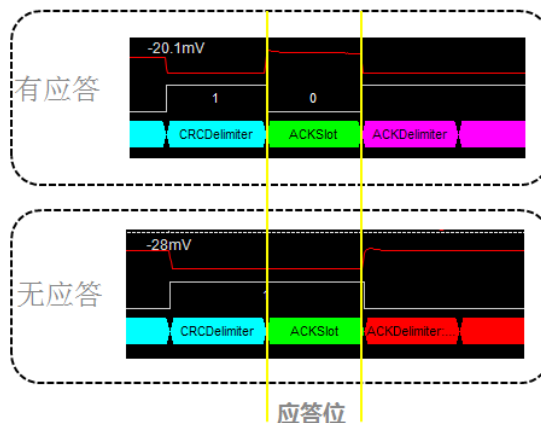 -20.1mV
有应答
1
0
CRCDelimiter
ACKSlot
ACKDelimiter
-28mV
无应答
CRCDelimiter
ACKSlot
ACKDelimiter:...
应答位